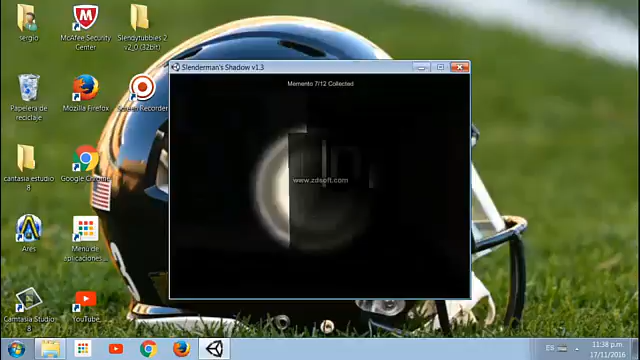 sergio
McAfee Security
Center
Slendytubbies 2
v2_0 (32bit)
Papelera de
reciclaje
Mozilla Firefox
Screen Recorder
camtasia estudio
8
Google Chrome
Ares
Menú de
aplicaciones...
Camtasia Studio
8
YouTube
Slenderman's Shadow v1.3
Memento 7/12 Collected
www.zdsoft.com
ES
11:38 p.m.
17/11/2016